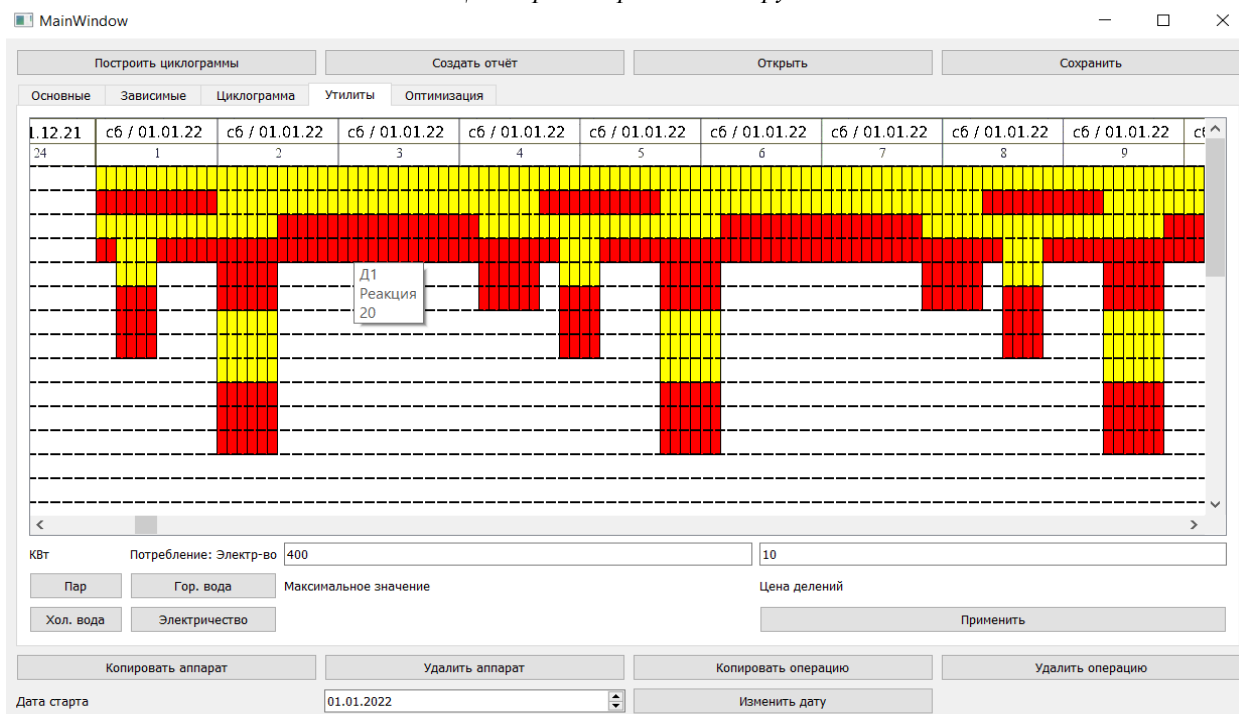 MainWindow
Построить циклограммы Создать отчёт Открыть Сохранить
Основные Зависимые Циклограмма Утилиты Оптимизация
1.12.21 сб / 01.01.22 сб / 01.01.22 сб / 01.01.22 сб / 01.01.22 сб / 01.01.22 сб / 01.01.22 сб / 01.01.22 сб / 01.01.22 сб / 01.01.22
24 1 2 3 4 5 6 7 8 9
Д1
Реакция
20
КВт Потребление: Электр-во 400 10
Пар Гор. вода Максимальное значение Цена делений
Хол. вода Электричество Применить
Копировать аппарат Удалить аппарат Копировать операцию Удалить операцию
Дата старта 01.01.2022 Изменить дату